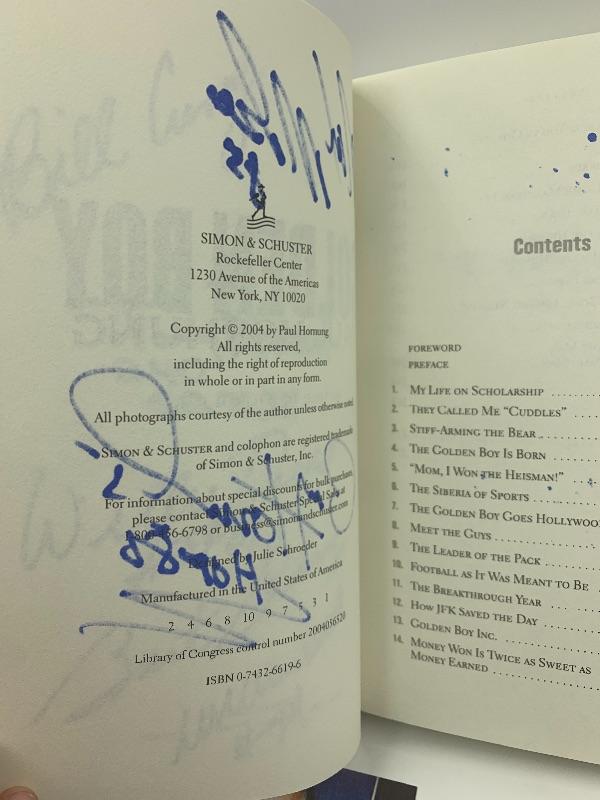 SIMON & SCHUSTER
Rockefeller Center
1230 Avenue of the Americas
New York, NY 10020
Copyright © 2004 by Paul Hornung
All rights reserved,
including the right of reproduction
in whole or in part in any form.
All photographs courtesy of the author unless otherwise noted.
SIMON & SCHUSTER and colophon are registered trademarks
of Simon & Schuster, Inc.
For information about special discounts for bulk purchases,
please contact Simon & Schuster Special Sales at
1-800-456-6798 or business@simonandschuster.com
Designed by Julie Schroeder
Manufactured in the United States of America
2 4 6 8 10 9 7 5 3 1
Library of Congress control number 2004056520
ISBN 0-7432-6619-6
Contents
FOREWORD
PREFACE
1. MY LIFE ON SCHOLARSHIP
2. THEY CALLED ME “CUDDLES”
3. STIFF-ARMING THE BEAR
4. THE GOLDEN BOY IS BORN
5. “MOM, I WON THE HEISMAN!”
6. THE SIBERIA OF SPORTS
7. THE GOLDEN BOY GOES HOLLYWOOD
8. MEET THE GUYS
9. THE LEADER OF THE PACK
10. FOOTBALL AS IT WAS MEANT TO BE
11. THE BREAKTHROUGH YEAR
12. HOW JFK SAVED THE DAY
13. GOLDEN BOY INC.
14. MONEY WON IS TWICE AS SWEET AS
MONEY EARNED